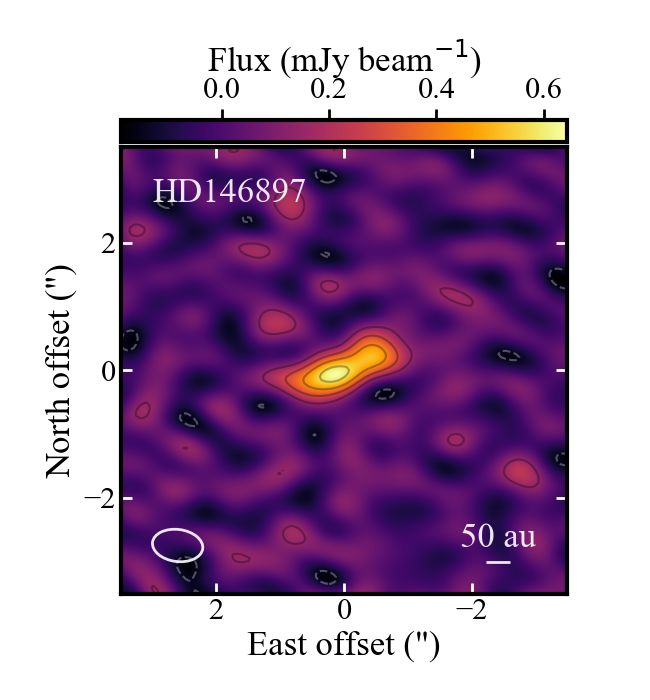 Flux (mJy beam⁻¹)
0.0 0.2 0.4 0.6
HD146897
2
0
−2
North offset (")
50 au
2 0 −2
East offset (")